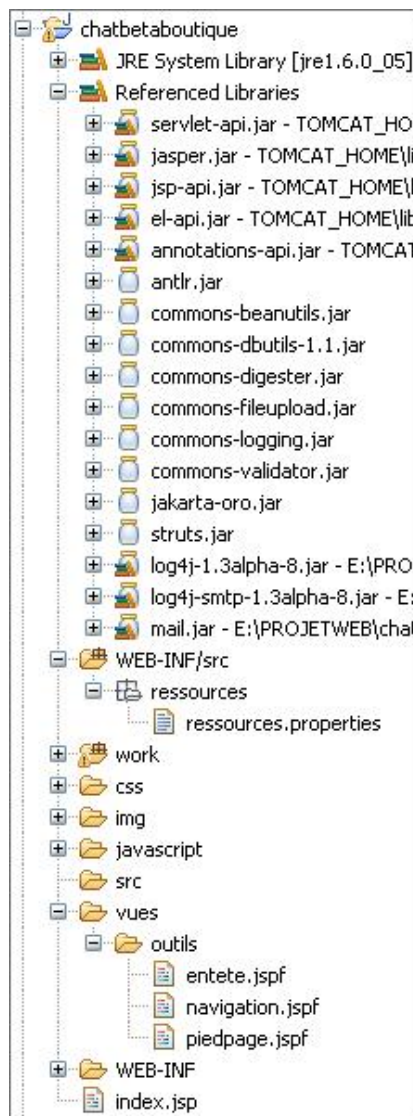 chatbetaboutique
JRE System Library [jre1.6.0_05]
Referenced Libraries
servlet-api.jar - TOMCAT_HO
jasper.jar - TOMCAT_HOME\li
jsp-api.jar - TOMCAT_HOME\l
el-api.jar - TOMCAT_HOME\lib
annotations-api.jar - TOMCAT
antlr.jar
commons-beanutils.jar
commons-dbutils-1.1.jar
commons-digester.jar
commons-fileupload.jar
commons-logging.jar
commons-validator.jar
jakarta-oro.jar
struts.jar
log4j-1.3alpha-8.jar - E:\PRO
log4j-smtp-1.3alpha-8.jar - E:
mail.jar - E:\PROJETWEB\chat
WEB-INF/src
ressources
ressources.properties
work
css
img
javascript
src
vues
outils
entete.jspf
navigation.jspf
piedpage.jspf
WEB-INF
index.jsp